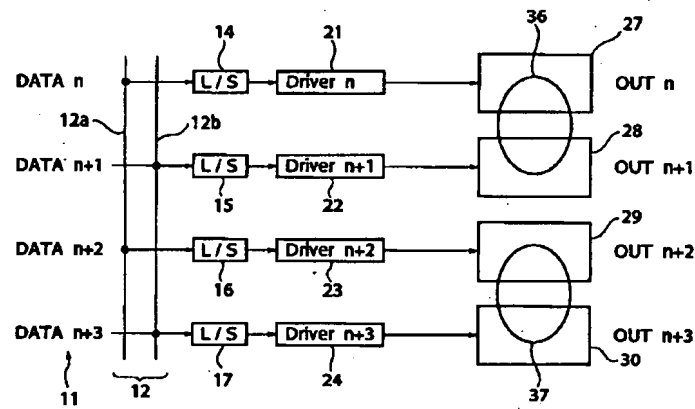 14 21 36 27
DATA n L / S Driver n OUT n
12a 12b 28
DATA n+1 L / S Driver n+1 OUT n+1
15 22 29
DATA n+2 L / S Driver n+2 OUT n+2
16 23
DATA n+3 L / S Driver n+3 OUT n+3
11 12 17 24 37 30